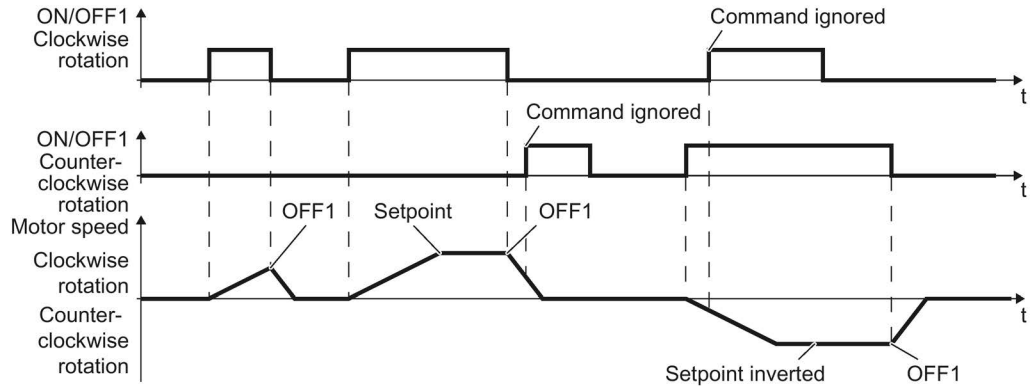 ON/OFF1
Clockwise
rotation
Command ignored
t
ON/OFF1
Counter-
clockwise
rotation
Command ignored
t
Motor speed
OFF1
Setpoint
OFF1
Clockwise
rotation
Counter-
clockwise
rotation
t
Setpoint inverted
OFF1